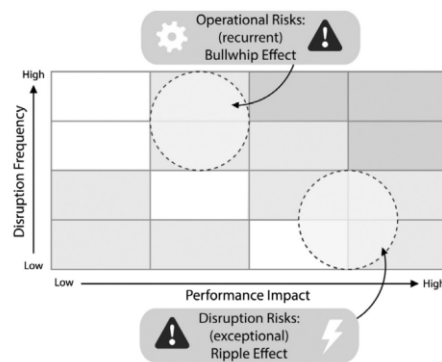 Operational Risks:
(recurrent)
Bullwhip Effect
High
Disruption Frequency
Low
Low
Performance Impact
High
Disruption Risks:
(exceptional)
Ripple Effect